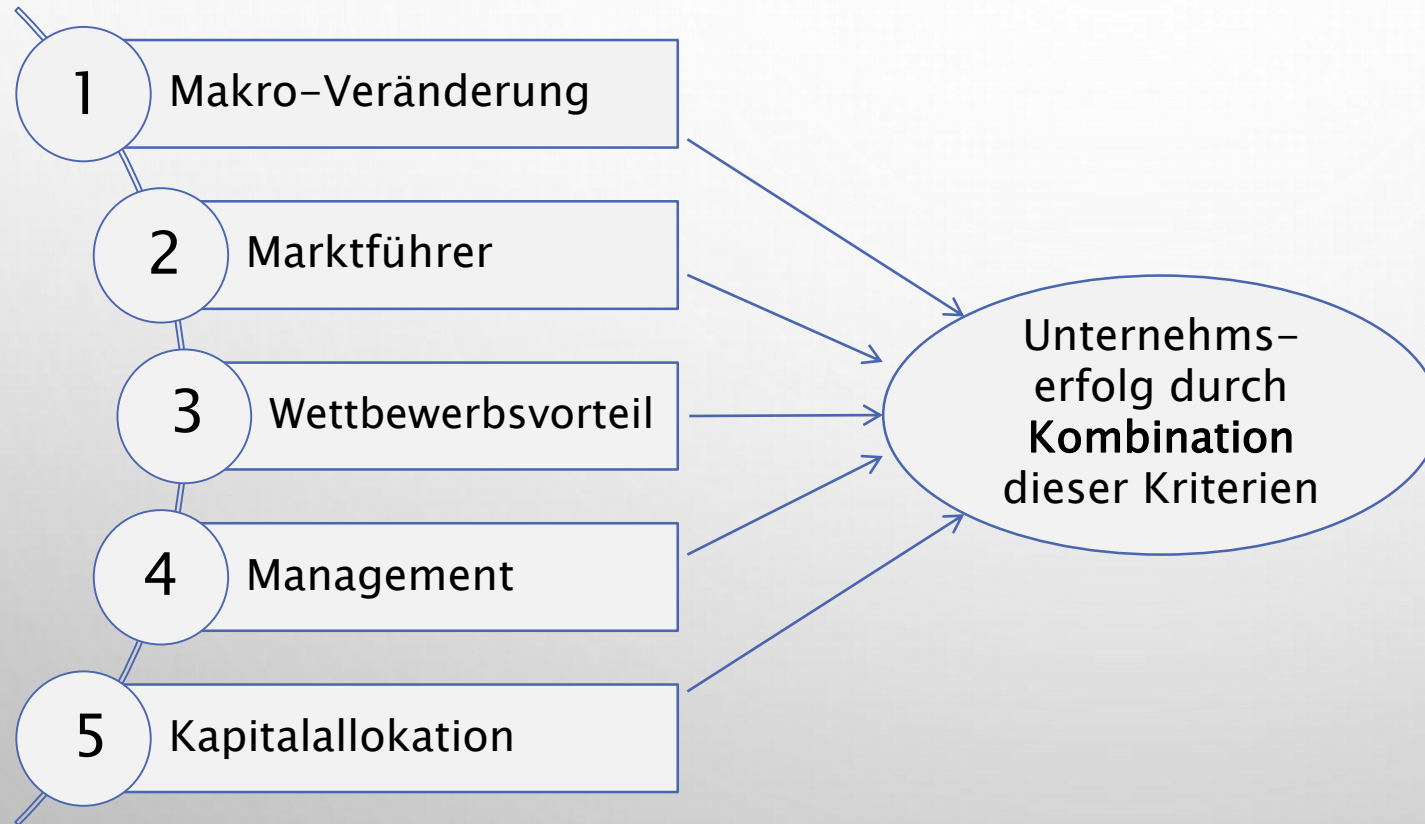 1
Makro-Veränderung
2
Marktführer
3
Wettbewerbsvorteil
4
Management
5
Kapitalallokation
Unternehms-
erfolg durch
Kombination
dieser Kriterien